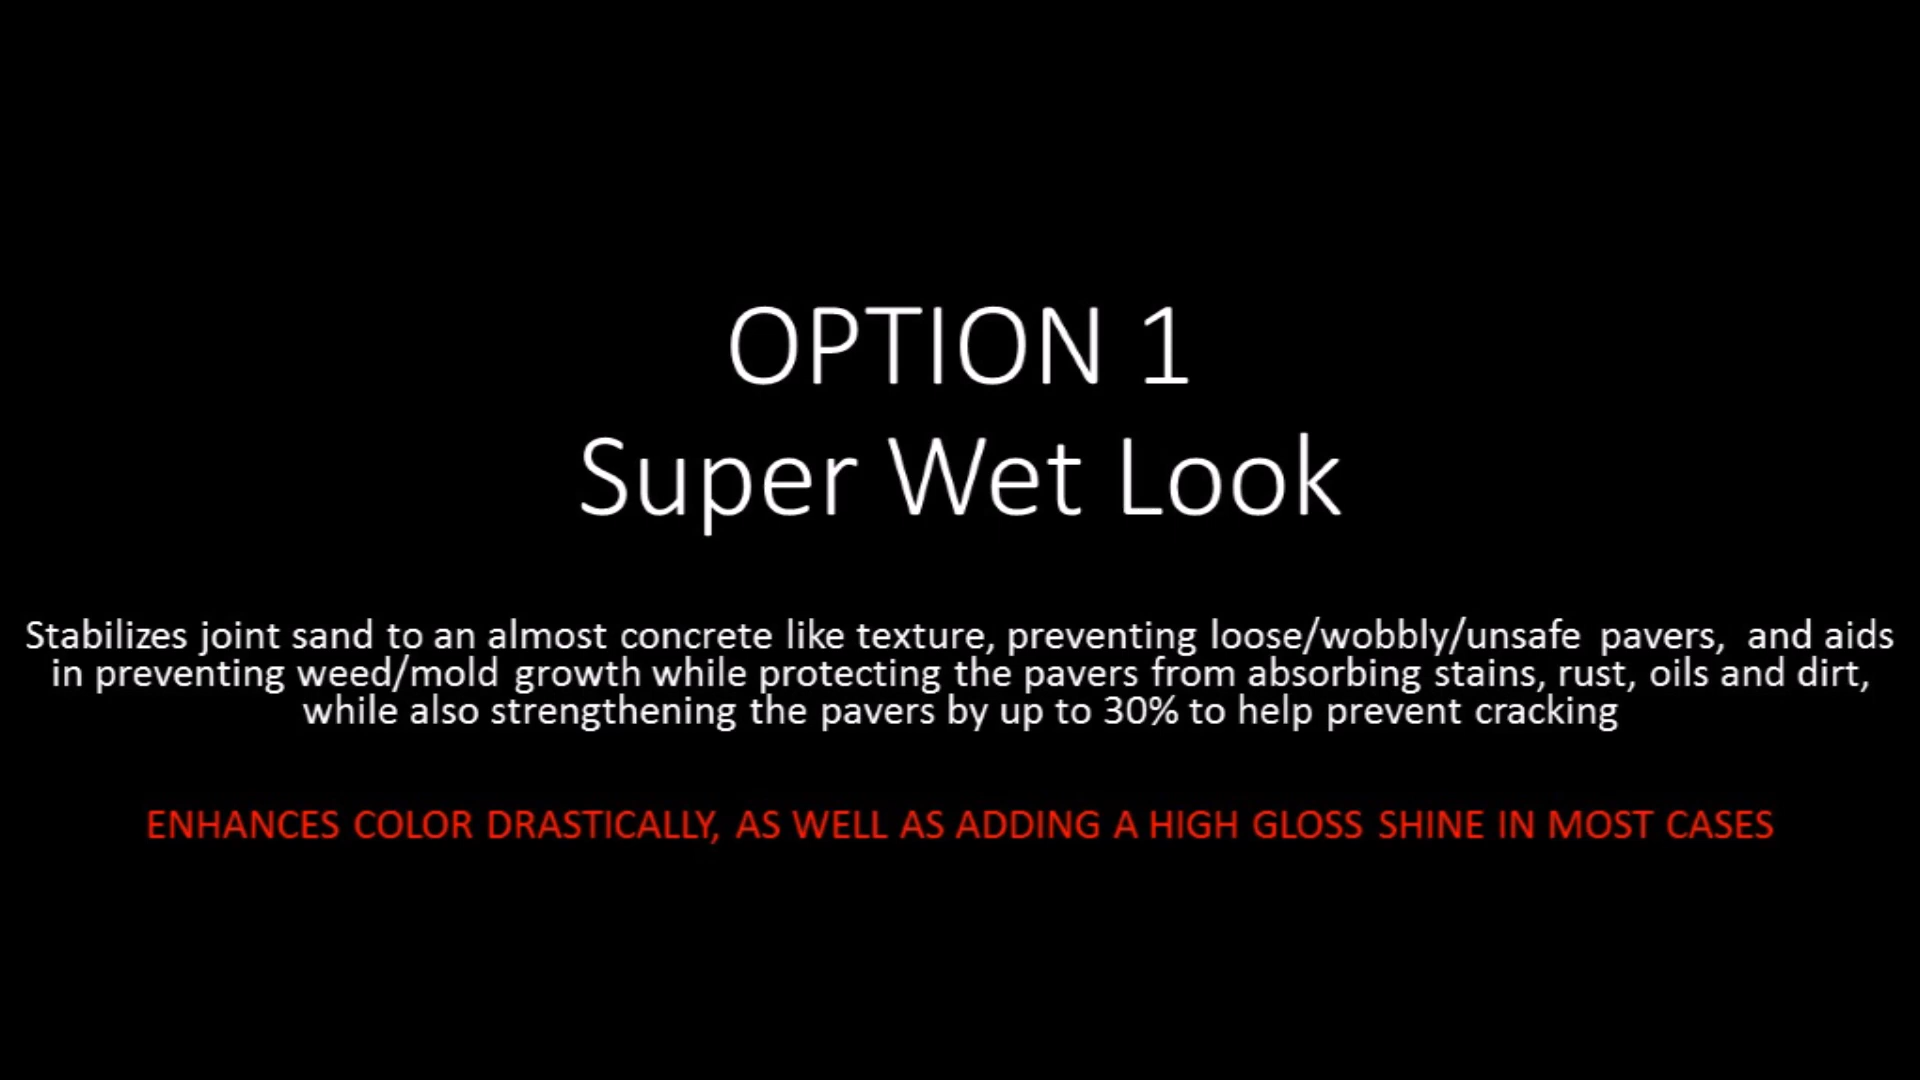 OPTION 1
Super Wet Look
Stabilizes joint sand to an almost concrete like texture, preventing loose/wobbly/unsafe pavers, and aids
in preventing weed/mold growth while protecting the pavers from absorbing stains, rust, oils and dirt,
while also strengthening the pavers by up to 30% to help prevent cracking
ENHANCES COLOR DRASTICALLY, AS WELL AS ADDING A HIGH GLOSS SHINE IN MOST CASES